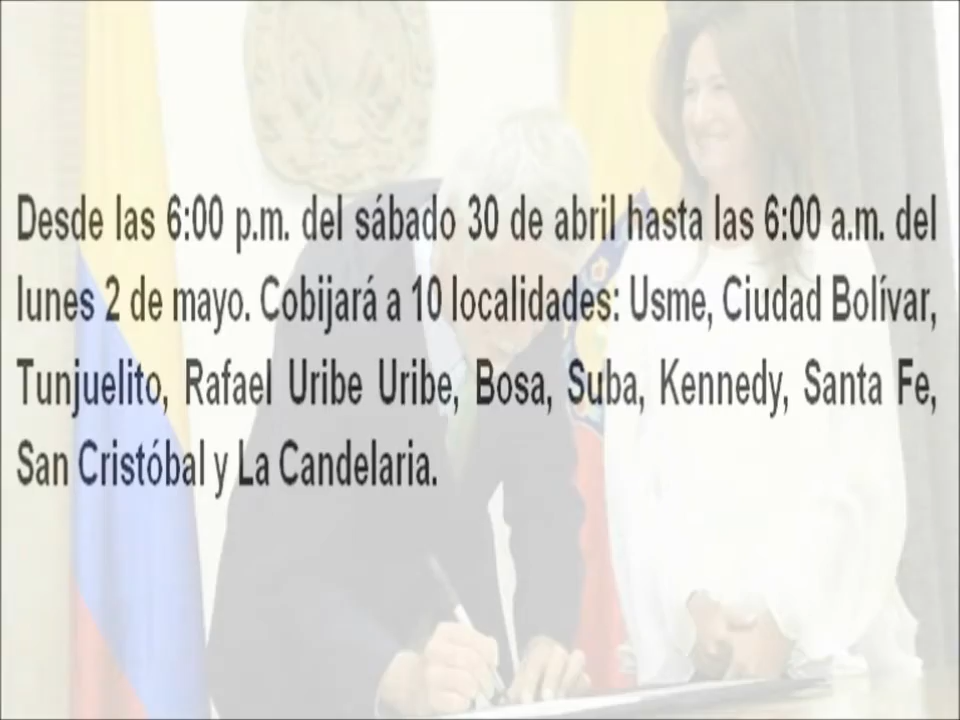 Desde las 6:00 p.m. del sábado 30 de abril hasta las 6:00 a.m. del
lunes 2 de mayo. Cobijará a 10 localidades: Usme, Ciudad Bolívar,
Tunjuelito, Rafael Uribe Uribe, Bosa, Suba, Kennedy, Santa Fe,
San Cristóbal y La Candelaria.